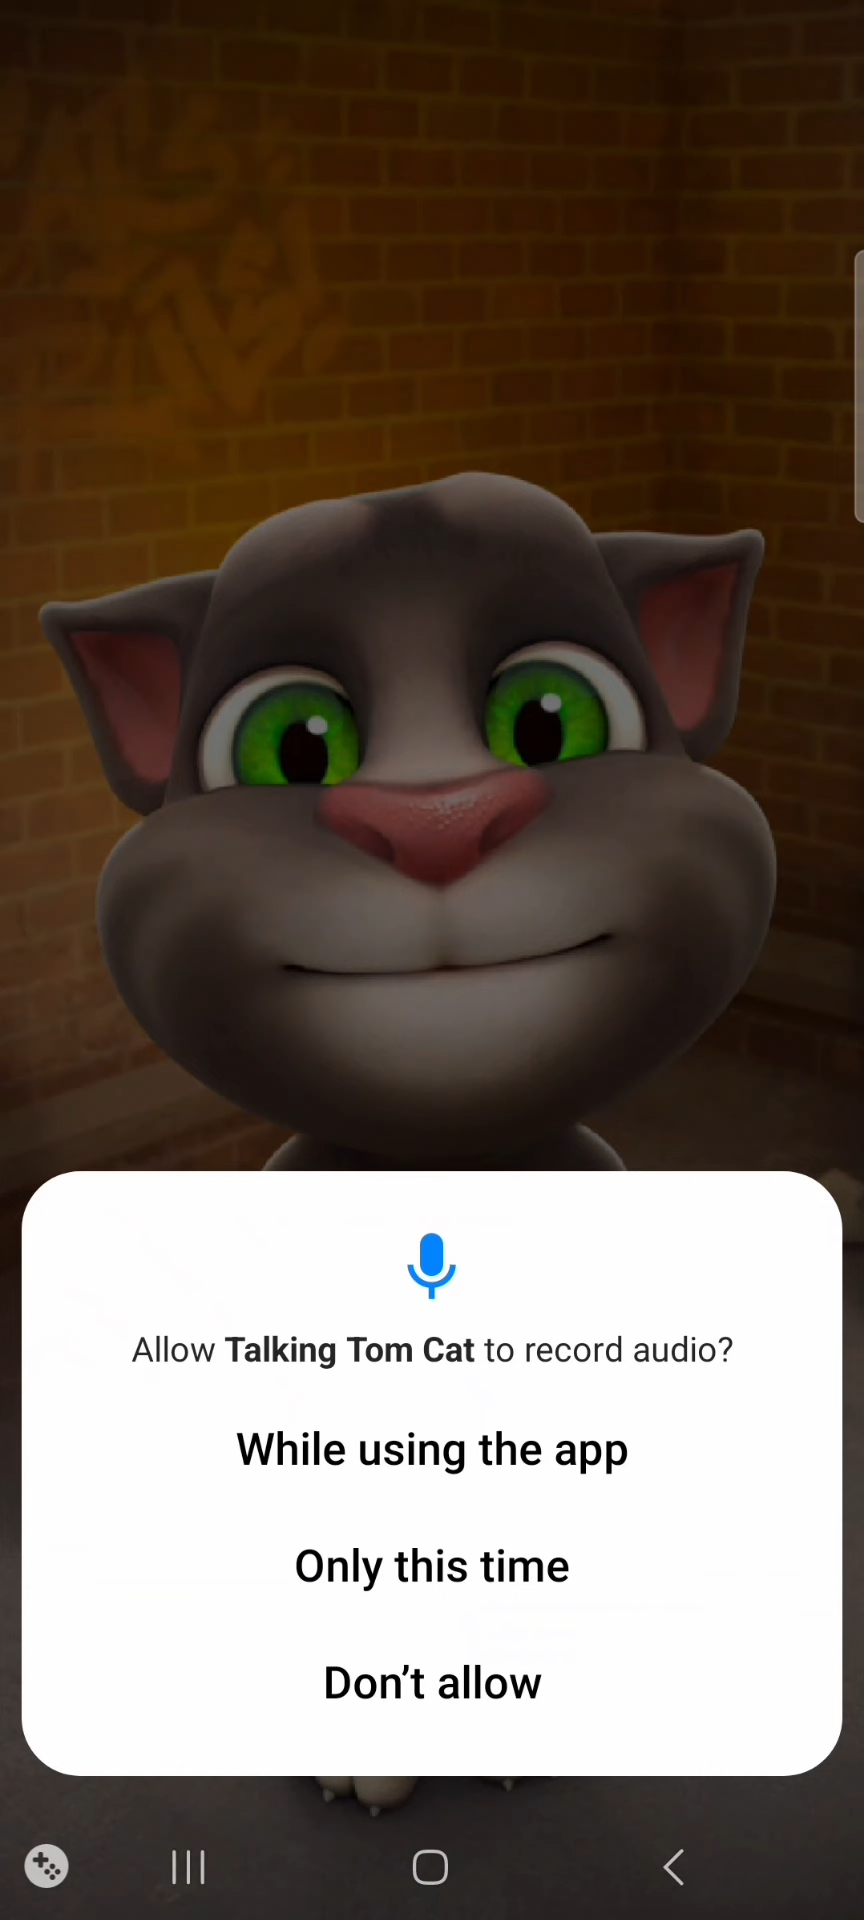 Allow Talking Tom Cat to record audio?
While using the app
Only this time
Don’t allow